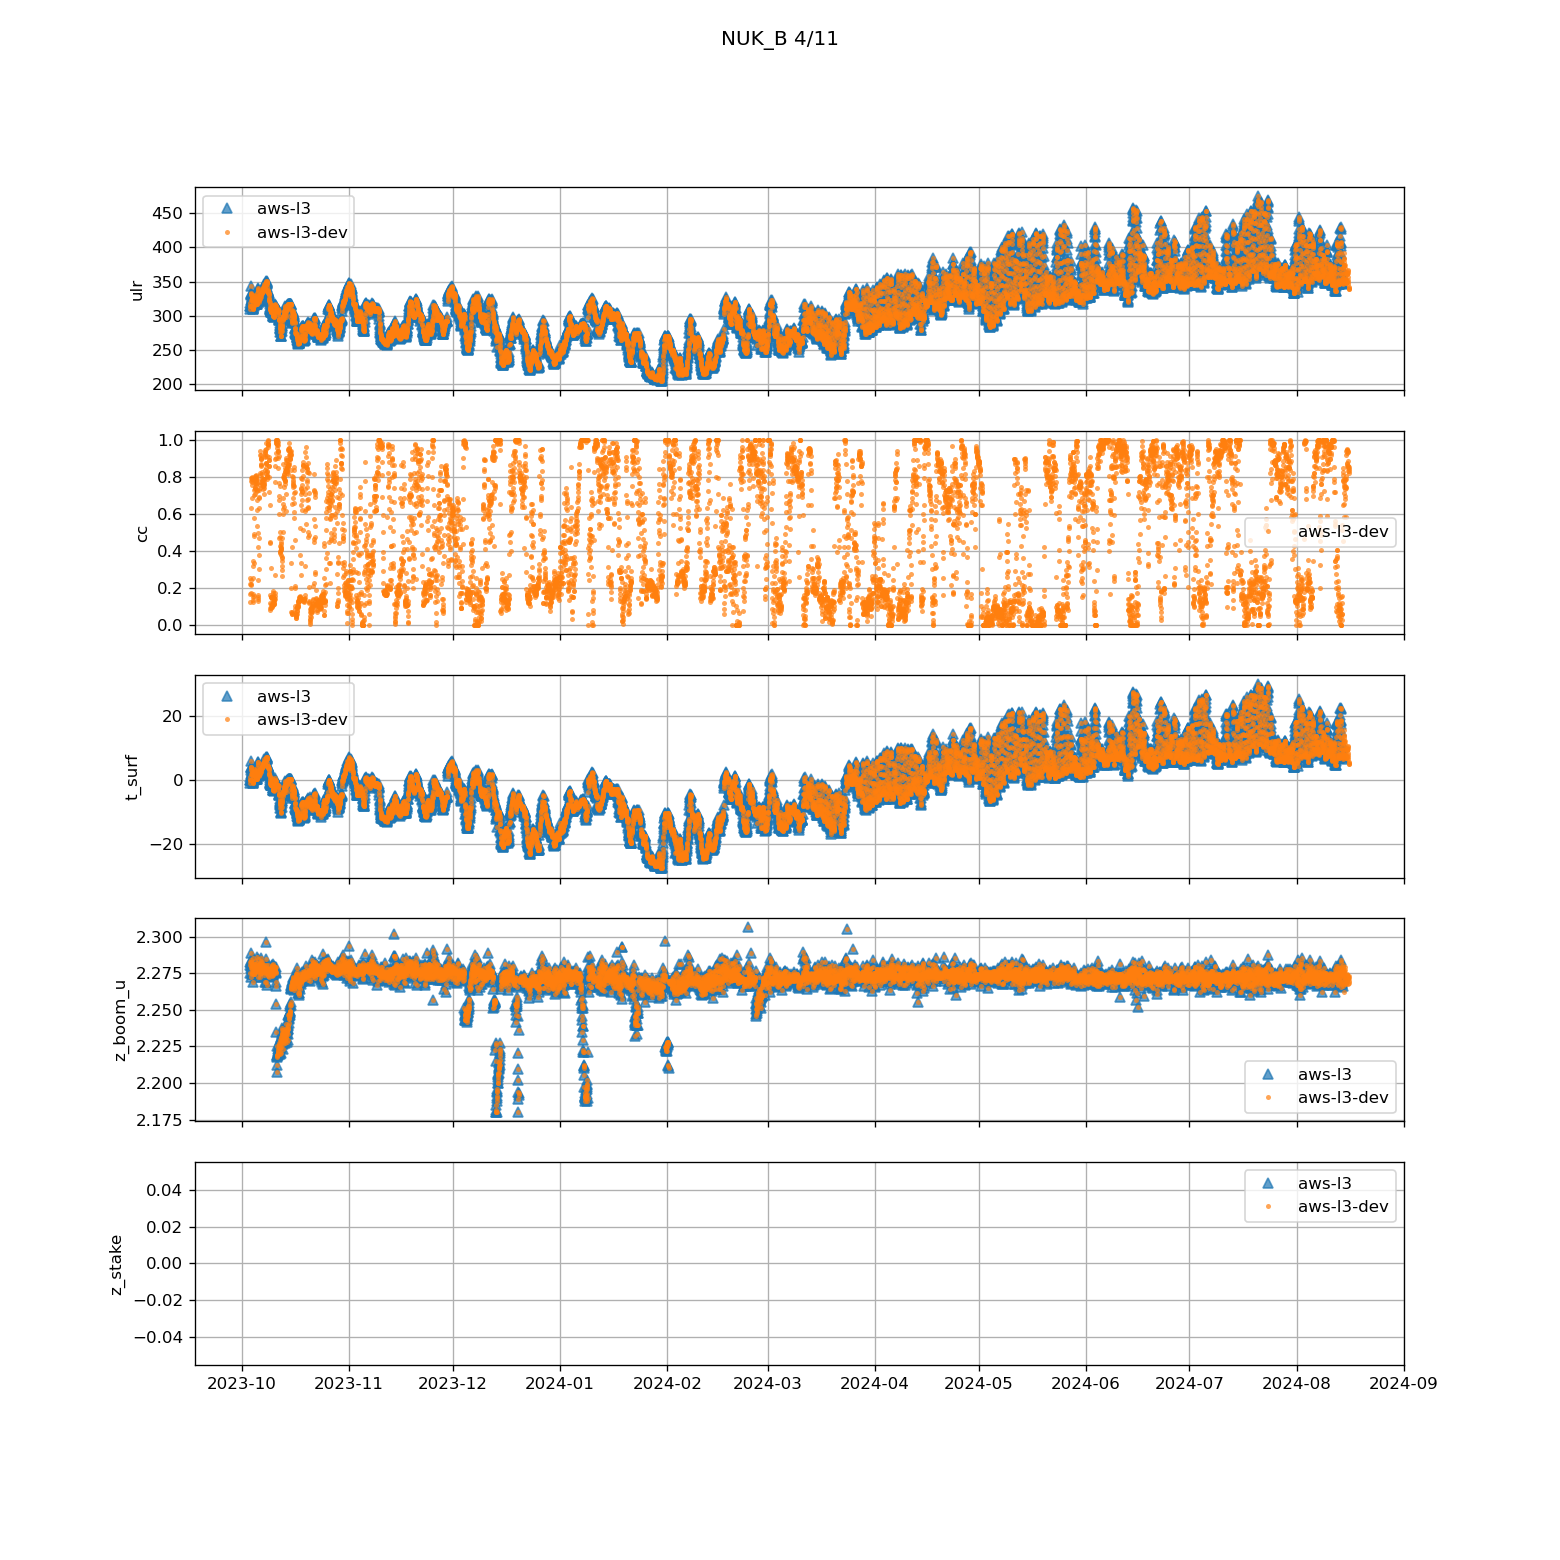 NUK_B 4/11
450
400
350
300
250
200
ulr
aws-l3
aws-l3-dev
1.0
0.8
0.6
0.4
0.2
0.0
cc
aws-l3-dev
20
0
−20
t_surf
aws-l3
aws-l3-dev
2.300
2.275
2.250
2.225
2.200
2.175
z_boom_u
aws-l3
aws-l3-dev
0.04
0.02
0.00
−0.02
−0.04
z_stake
aws-l3
aws-l3-dev
2023-10 2023-11 2023-12 2024-01 2024-02 2024-03 2024-04 2024-05 2024-06 2024-07 2024-08 2024-09